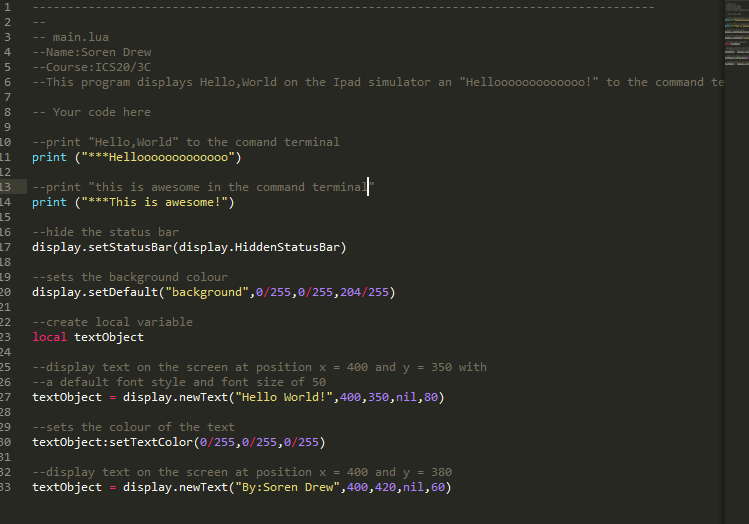 1 -----------------------------------------------------------------------------------------
2 --
3 -- main.lua
4 --Name:Soren Drew
5 --Course:ICS20/3C
6 --This program displays Hello,World on the Ipad simulator an "Hellooooooooooooo!" to the command te
7
8 -- Your code here
9
10 --print "Hello,World" to the comand terminal
11 print ("***Hellooooooooooooo")
12
13 --print "this is awesome in the command terminal"
14 print ("***This is awesome!")
15
16 --hide the status bar
17 display.setStatusBar(display.HiddenStatusBar)
18
19 --sets the background colour
20 display.setDefault("background",0/255,0/255,204/255)
21
22 --create local variable
23 local textObject
24
25 --display text on the screen at position x = 400 and y = 350 with
26 --a default font style and font size of 50
27 textObject = display.newText("Hello World!",400,350,nil,80)
28
29 --sets the colour of the text
30 textObject:setTextColor(0/255,0/255,0/255)
31
32 --display text on the screen at position x = 400 and y = 380
33 textObject = display.newText("By:Soren Drew",400,420,nil,60)